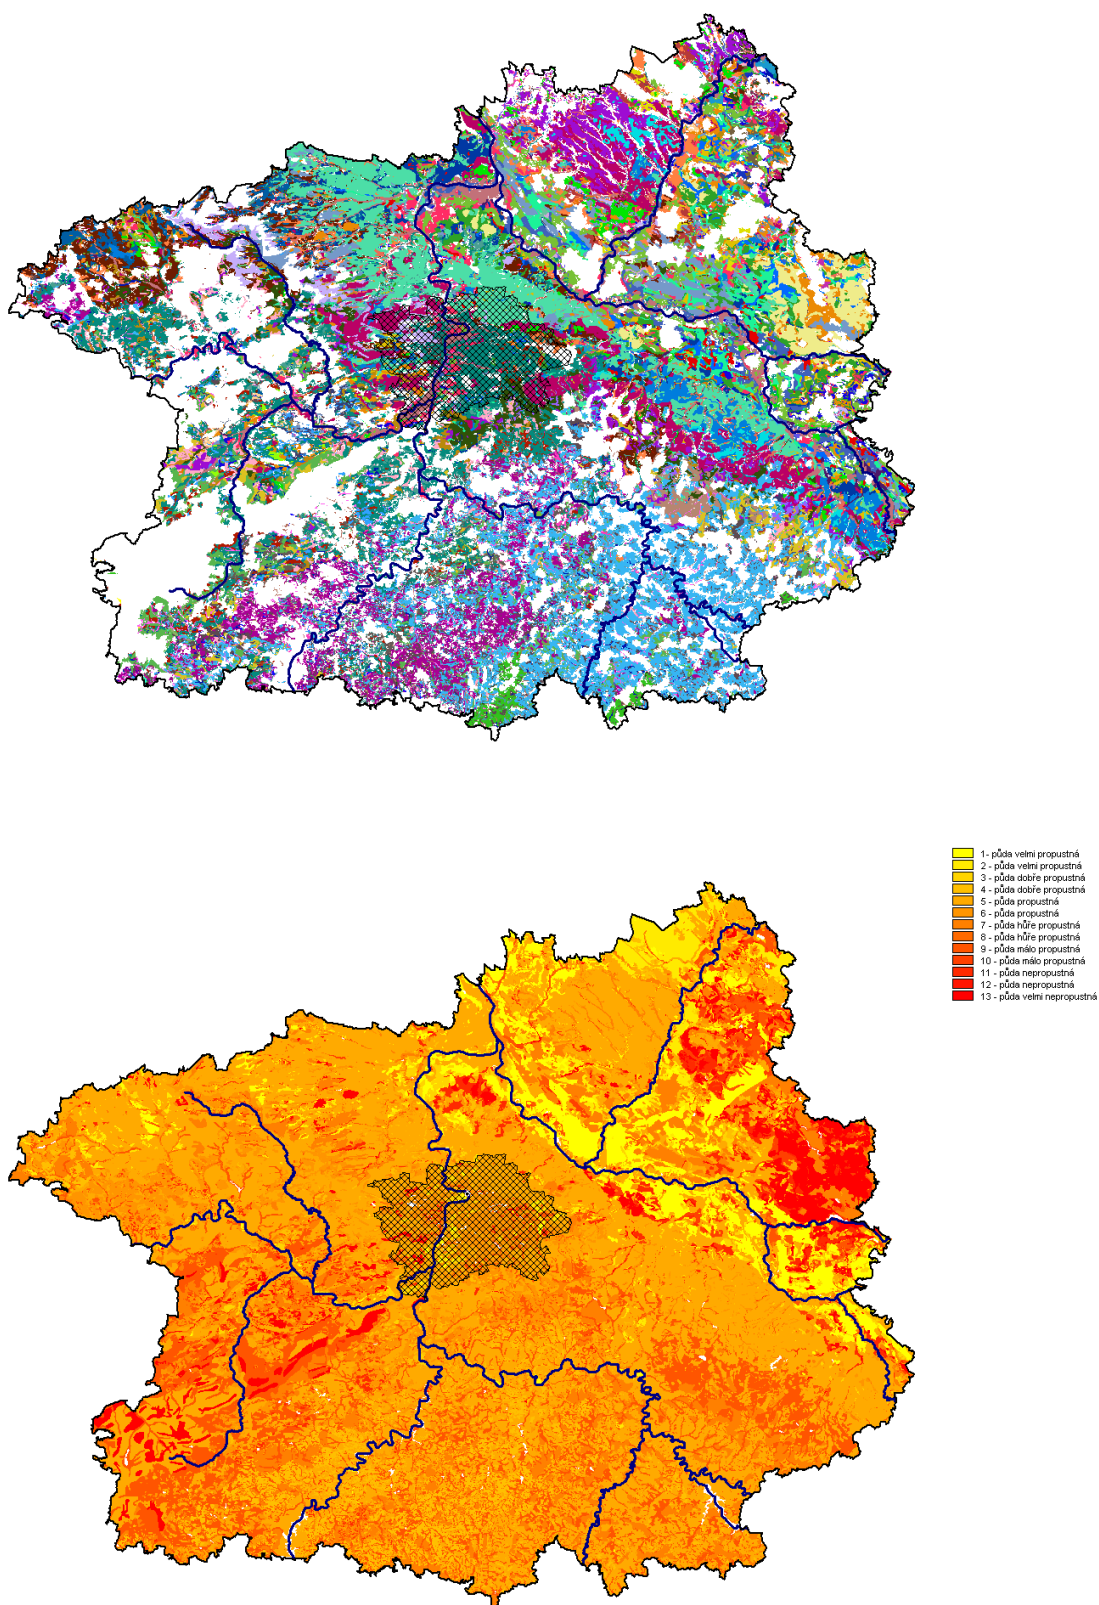 1- půda velmi propustná
2 - půda velmi propustná
3 - půda dobře propustná
4 - půda dobře propustná
5 - půda propustná
6 - půda propustná
7 - půda hůře propustná
8 - půda hůře propustná
9 - půda málo propustná
10 - půda málo propustná
11 - půda nepropustná
12 - půda nepropustná
13 - půda velmi nepropustná